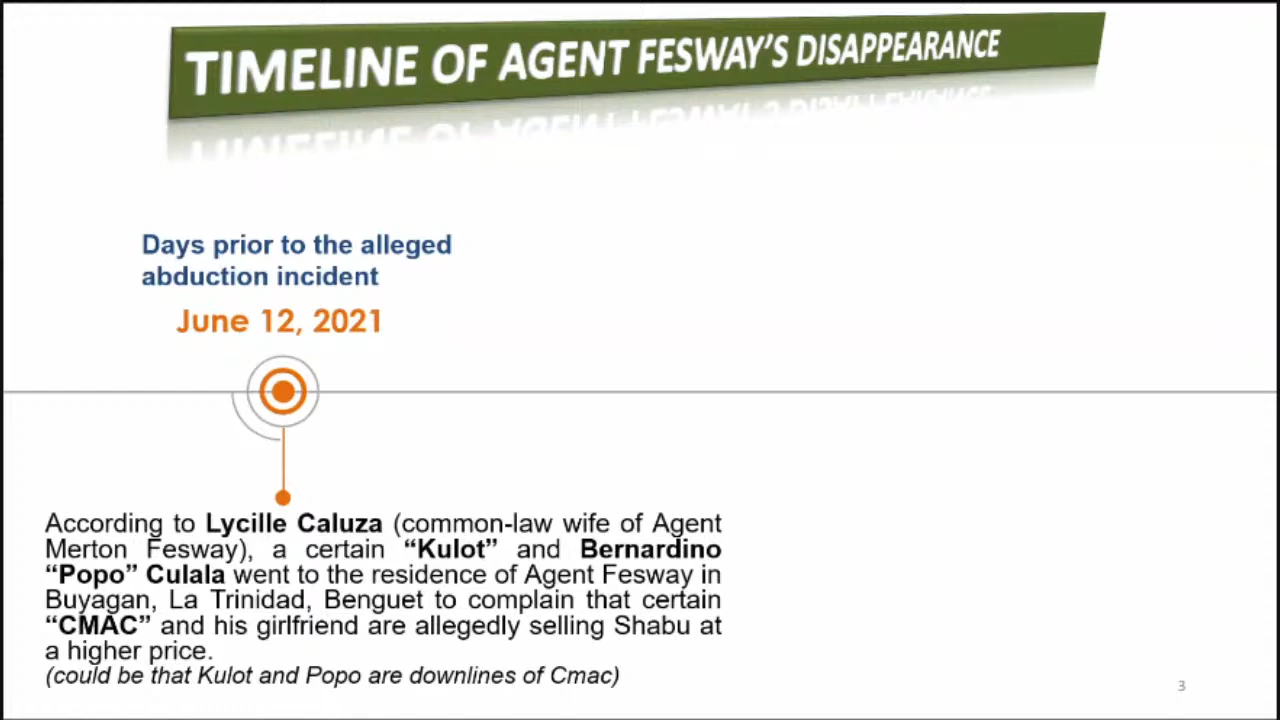 TIMELINE OF AGENT FESWAY'S DISAPPEARANCE
Days prior to the alleged
abduction incident
June 12, 2021
According to Lycille Caluza (common-law wife of Agent
Merton Fesway), a certain “Kulot” and Bernardino
“Popo” Culala went to the residence of Agent Fesway in
Buyagan, La Trinidad, Benguet to complain that certain
“CMAC” and his girlfriend are allegedly selling Shabu at
a higher price.
(could be that Kulot and Popo are downlines of Cmac)
3